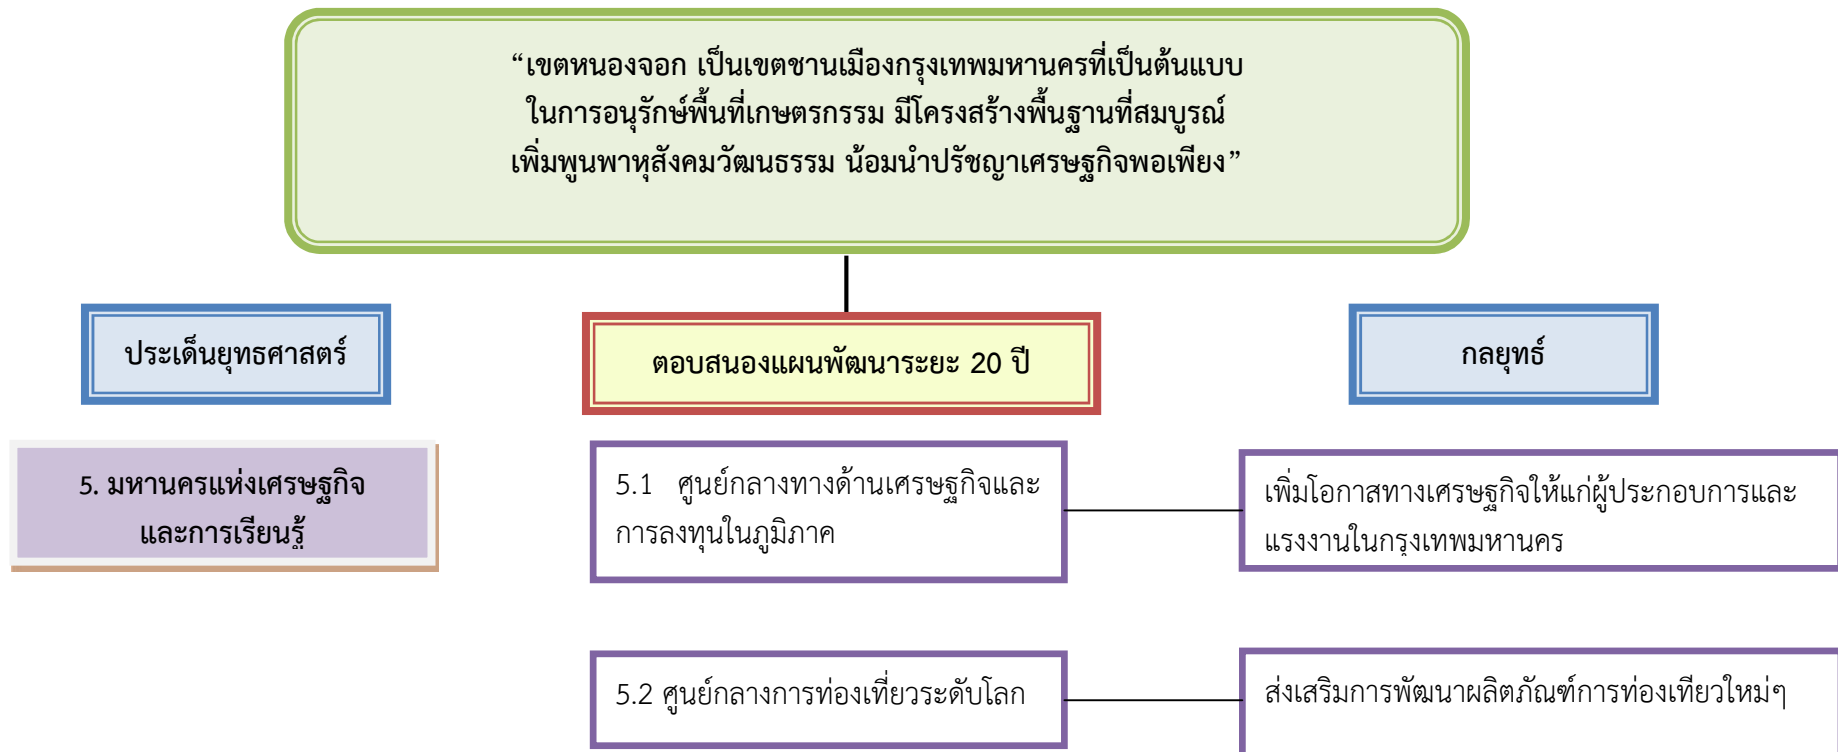 “เขตหนองจอก เป็นเขตชานเมืองกรุงเทพมหานครที่เป็นต้นแบบ
ในการอนุรักษ์พื้นที่เกษตรกรรม มีโครงสร้างพื้นฐานที่สมบูรณ์
เพิ่มพูนพาหุสังคมวัฒนธรรม น้อมนำปรัชญาเศรษฐกิจพอเพียง”
ประเด็นยุทธศาสตร์
ตอบสนองแผนพัฒนาระยะ 20 ปี
กลยุทธ์
5. มหานครแห่งเศรษฐกิจ
และการเรียนรู้
5.1 ศูนย์กลางทางด้านเศรษฐกิจและ
การลงทุนในภูมิภาค
เพิ่มโอกาสทางเศรษฐกิจให้แก่ผู้ประกอบการและ
แรงงานในกรุงเทพมหานคร
5.2 ศูนย์กลางการท่องเที่ยวระดับโลก
ส่งเสริมการพัฒนาผลิตภัณฑ์การท่องเทียวใหม่ๆ